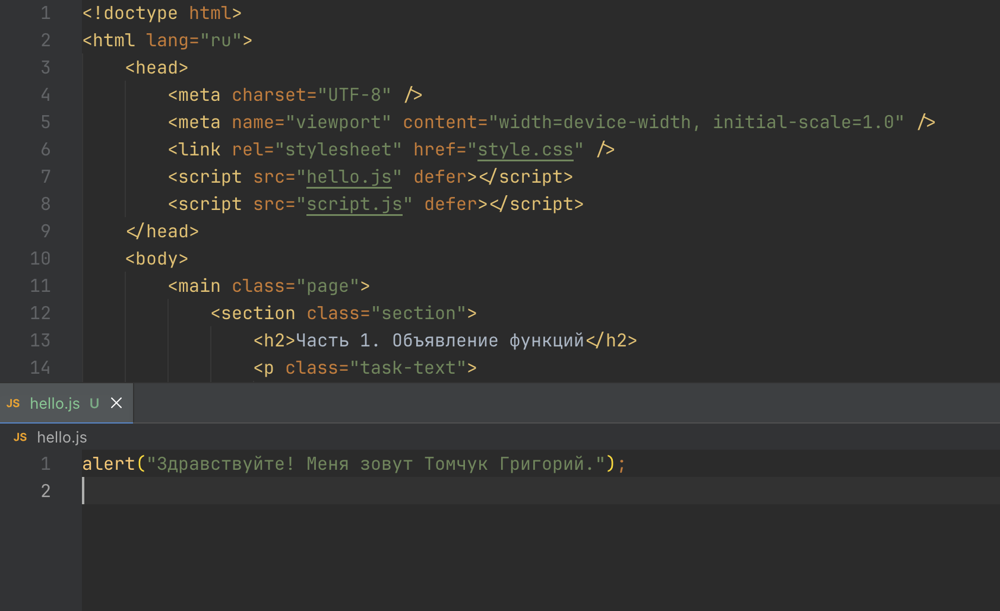 1 <!doctype html>
2 <html lang="ru">
3 <head>
4 <meta charset="UTF-8" />
5 <meta name="viewport" content="width=device-width, initial-scale=1.0" />
6 <link rel="stylesheet" href="style.css" />
7 <script src="hello.js" defer></script>
8 <script src="script.js" defer></script>
9 </head>
10 <body>
11 <main class="page">
12 <section class="section">
13 <h2>Часть 1. Объявление функций</h2>
14 <p class="task-text">
JS hello.js U ×
JS hello.js
1 alert("Здравствуйте! Меня зовут Томчук Григорий.");
2